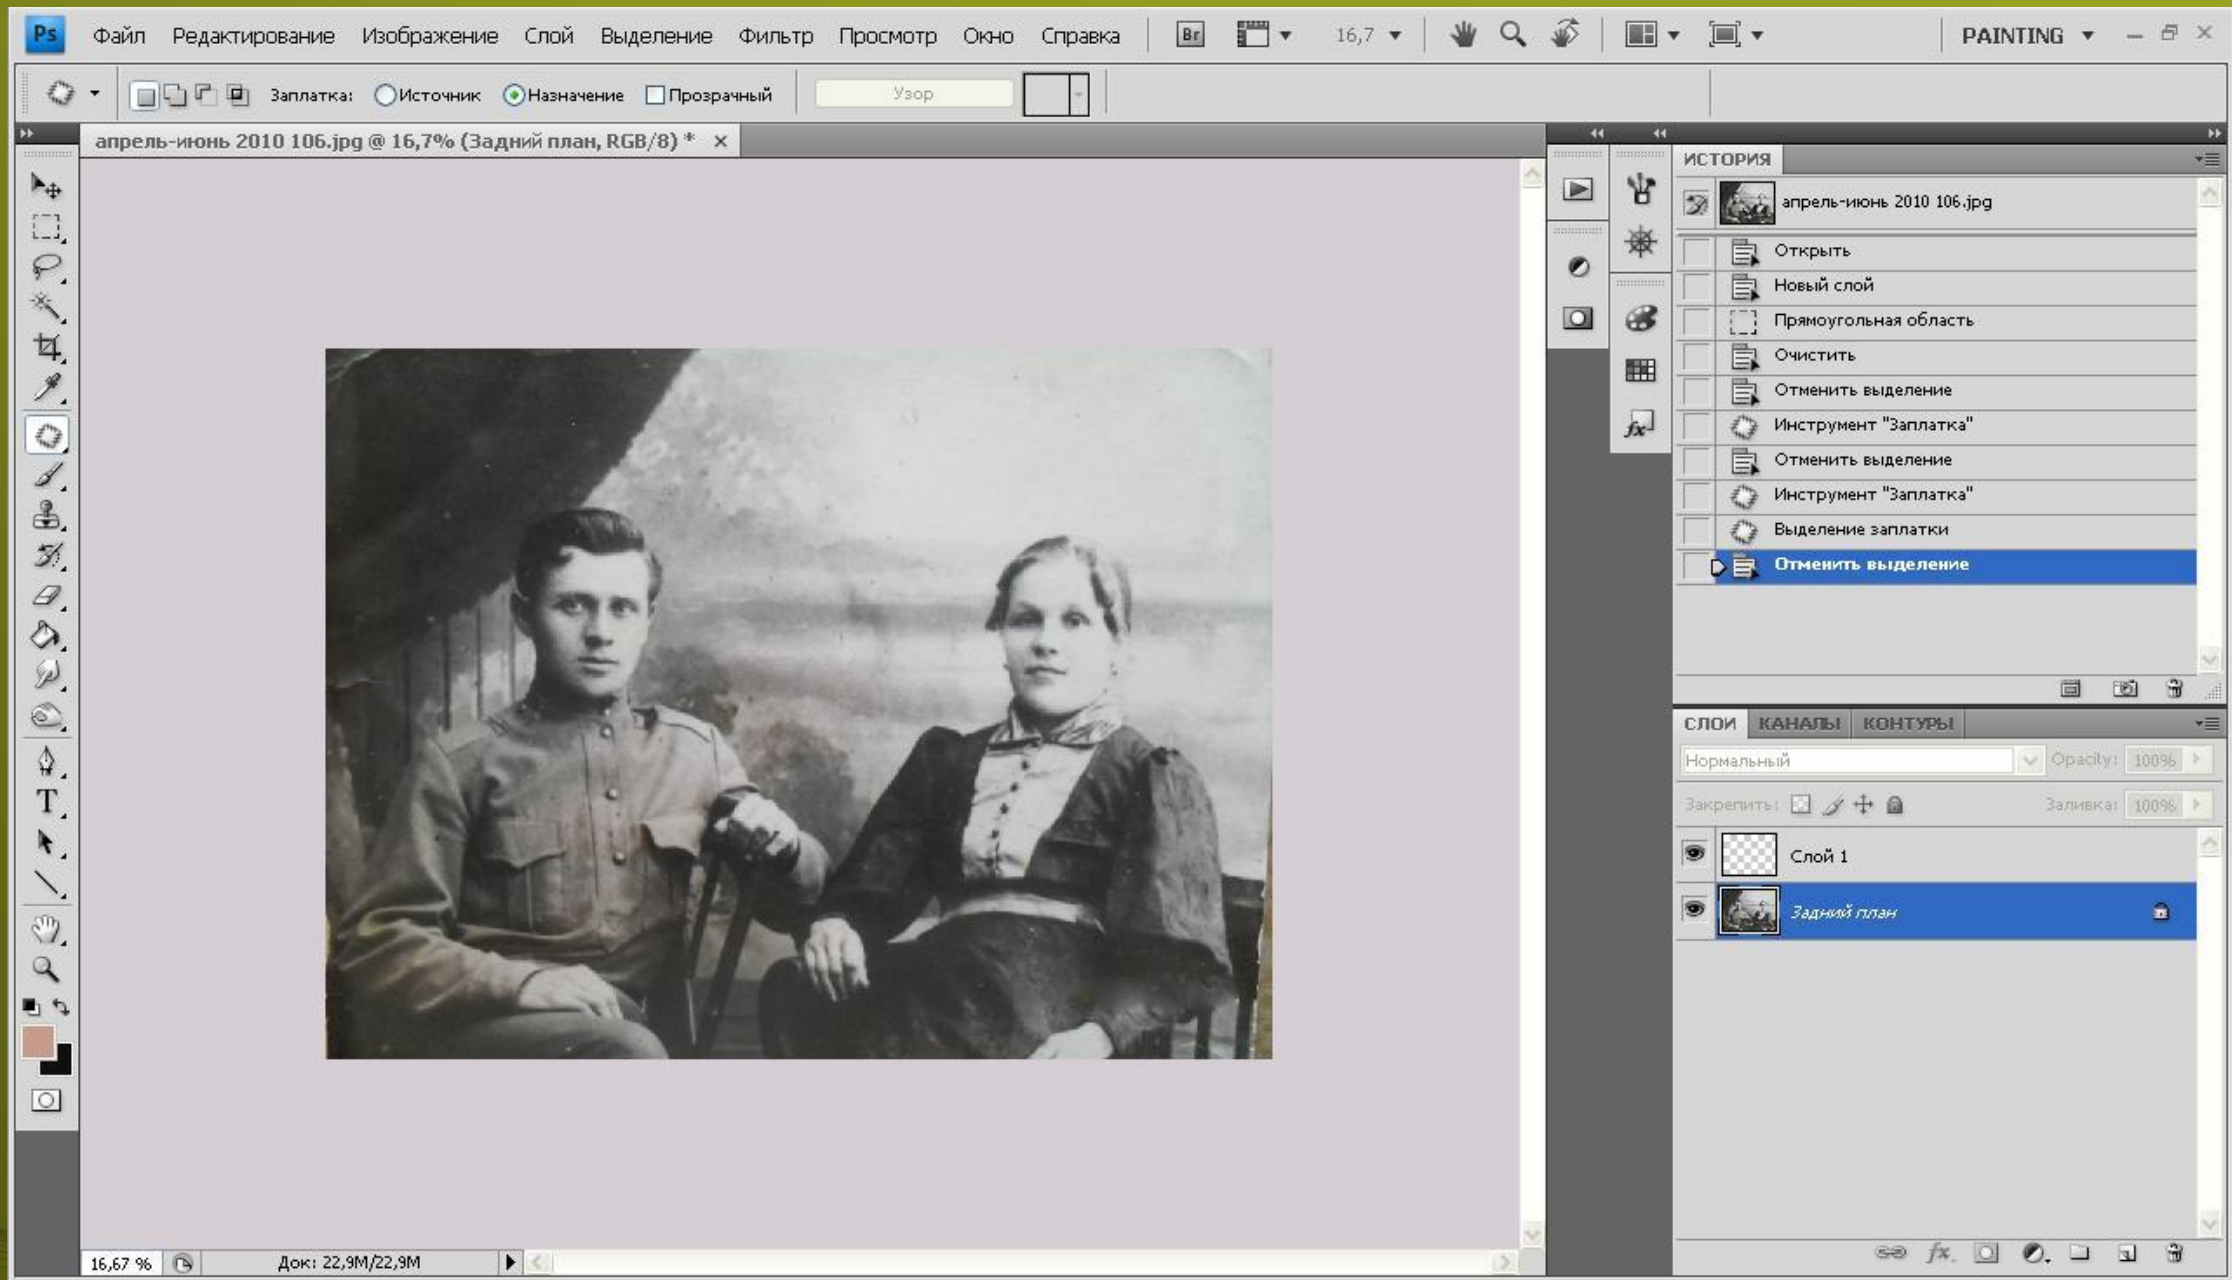 Ps Файл Редактирование Изображение Слой Выделение Фильтр Просмотр Окно Справка Br 16,7 PAINTING
Заплатка: Источник Назначение Прозрачный Узор
апрель-июнь 2010 106.jpg @ 16,7% (Задний план, RGB/8) *
ИСТОРИЯ
апрель-июнь 2010 106.jpg
Открыть
Новый слой
Прямоугольная область
Очистить
Отменить выделение
Инструмент "Заплатка"
Отменить выделение
Инструмент "Заплатка"
Выделение заплатки
Отменить выделение
СЛОИ КАНАЛЫ КОНТУРЫ
Нормальный Opacity: 100%
Закрепить: Заливка: 100%
Слой 1
Задний план
16,67 % Док: 22,9M/22,9M